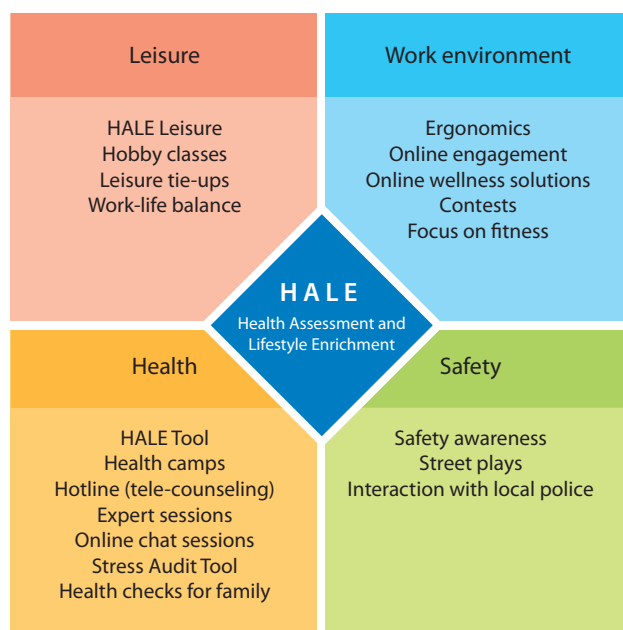 Leisure
HALE Leisure
Hobby classes
Leisure tie-ups
Work-life balance
Work environment
Ergonomics
Online engagement
Online wellness solutions
Contests
Focus on fitness
HALE
Health Assessment and
Lifestyle Enrichment
Health
HALE Tool
Health camps
Hotline (tele-counseling)
Expert sessions
Online chat sessions
Stress Audit Tool
Health checks for family
Safety
Safety awareness
Street plays
Interaction with local police